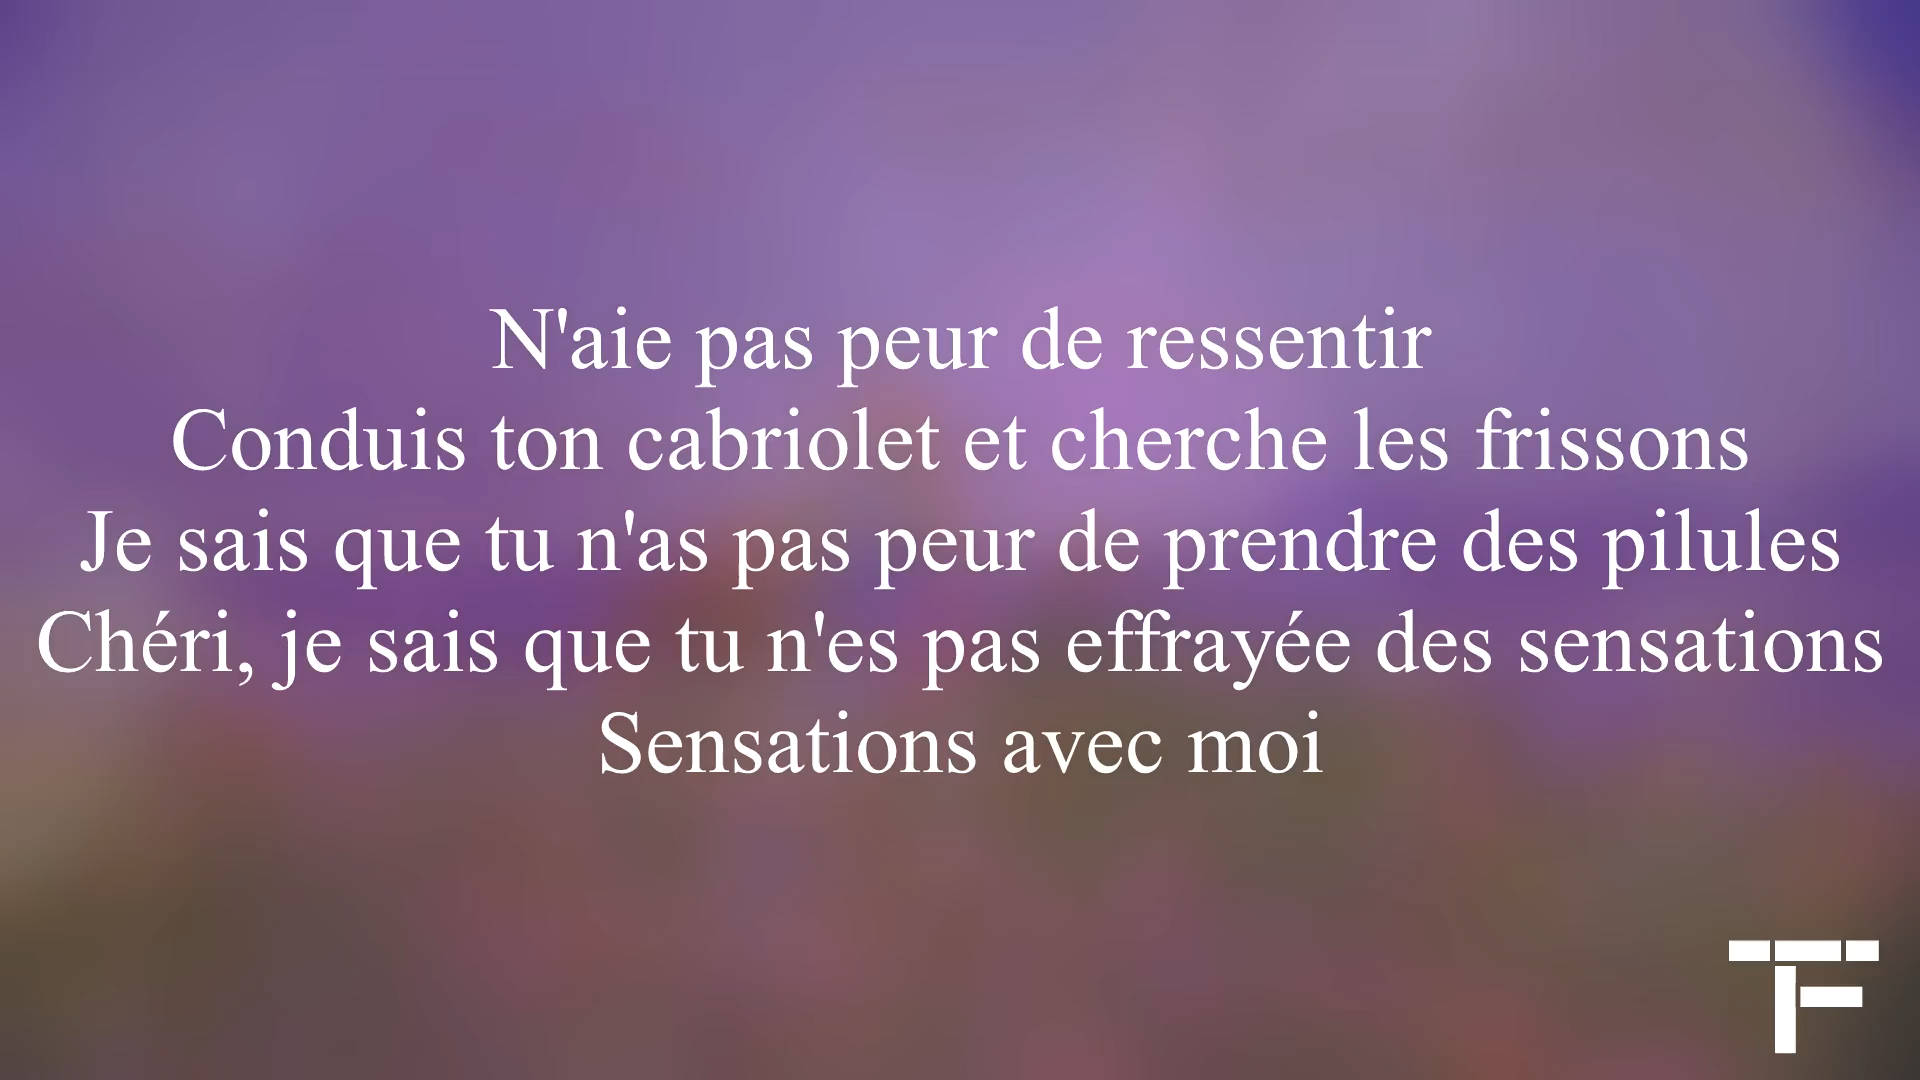 N'aie pas peur de ressentir
Conduis ton cabriolet et cherche les frissons
Je sais que tu n'as pas peur de prendre des pilules
Chéri, je sais que tu n'es pas effrayée des sensations
Sensations avec moi
TF